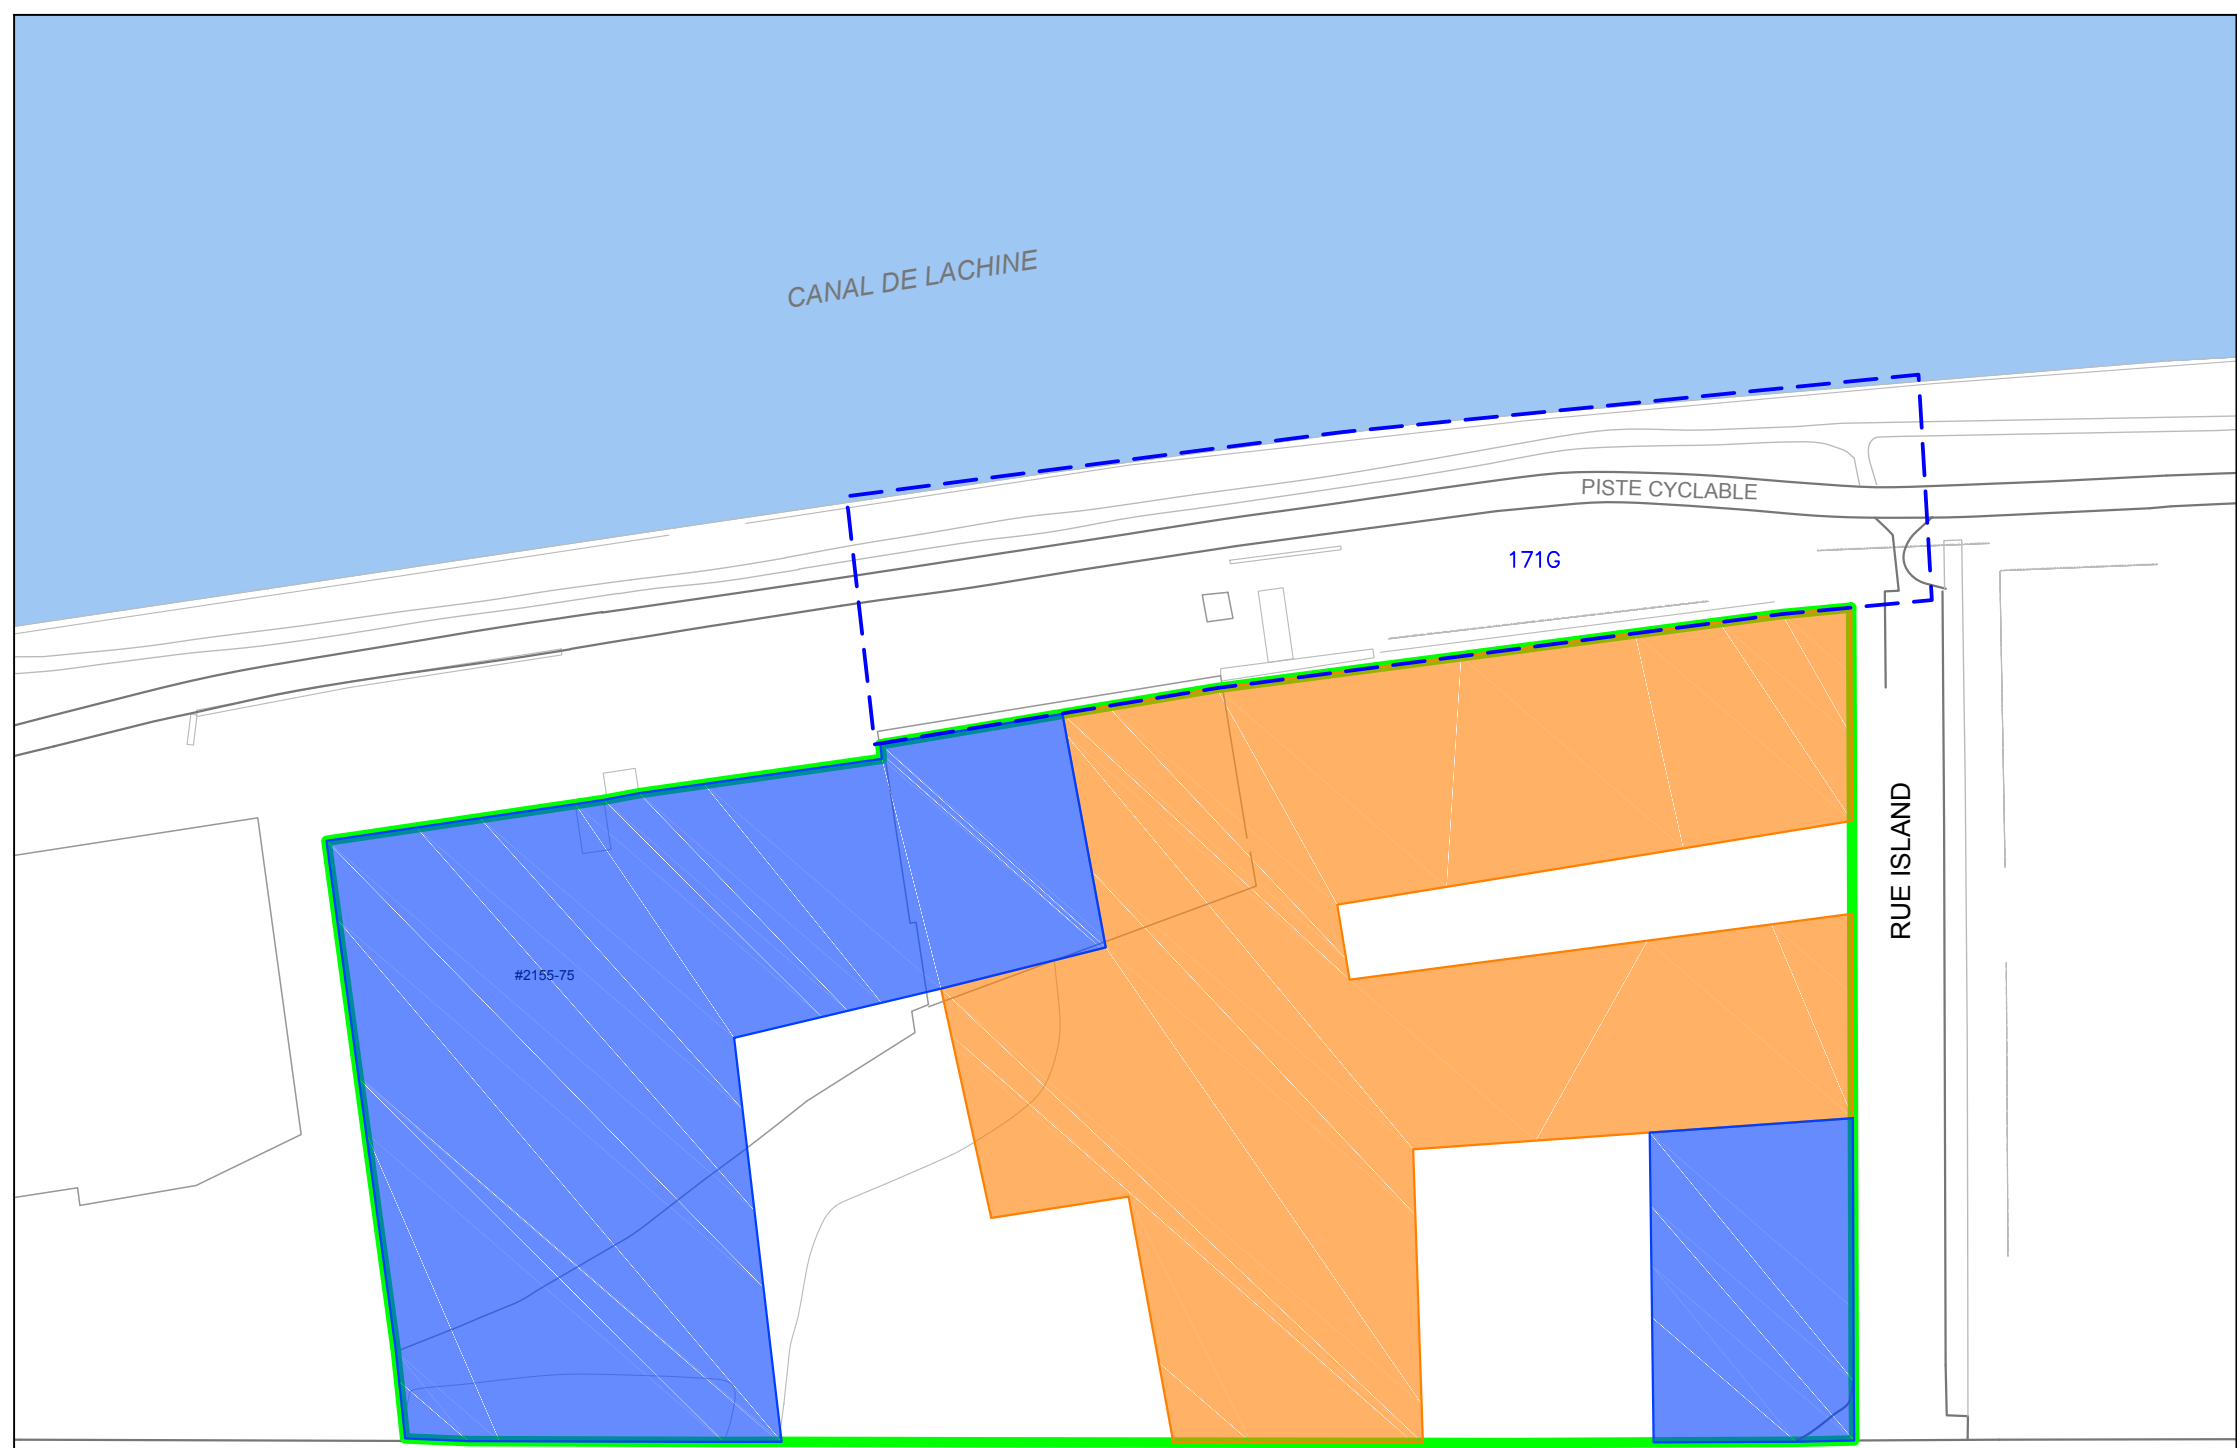 CANAL DE LACHINE
PISTE CYCLABLE
171G
RUE ISLAND
#2155-75